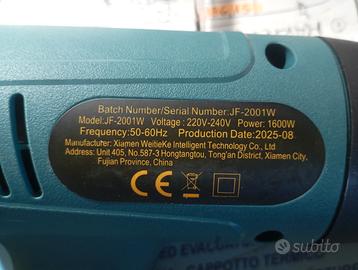 Batch Number/Serial Number:JF-2001W
Model:JF-2001W Voltage : 220V-240V Power: 1600W
Frequency:50-60Hz Production Date:2025-08
Manufacturer: Xiamen WeitieKe Intelligent Technology Co., Ltd
Address: Unit 405, No.587-3 Hongtangtou, Tong'an District, Xiamen City,
Fujian Province, China
CE
subito